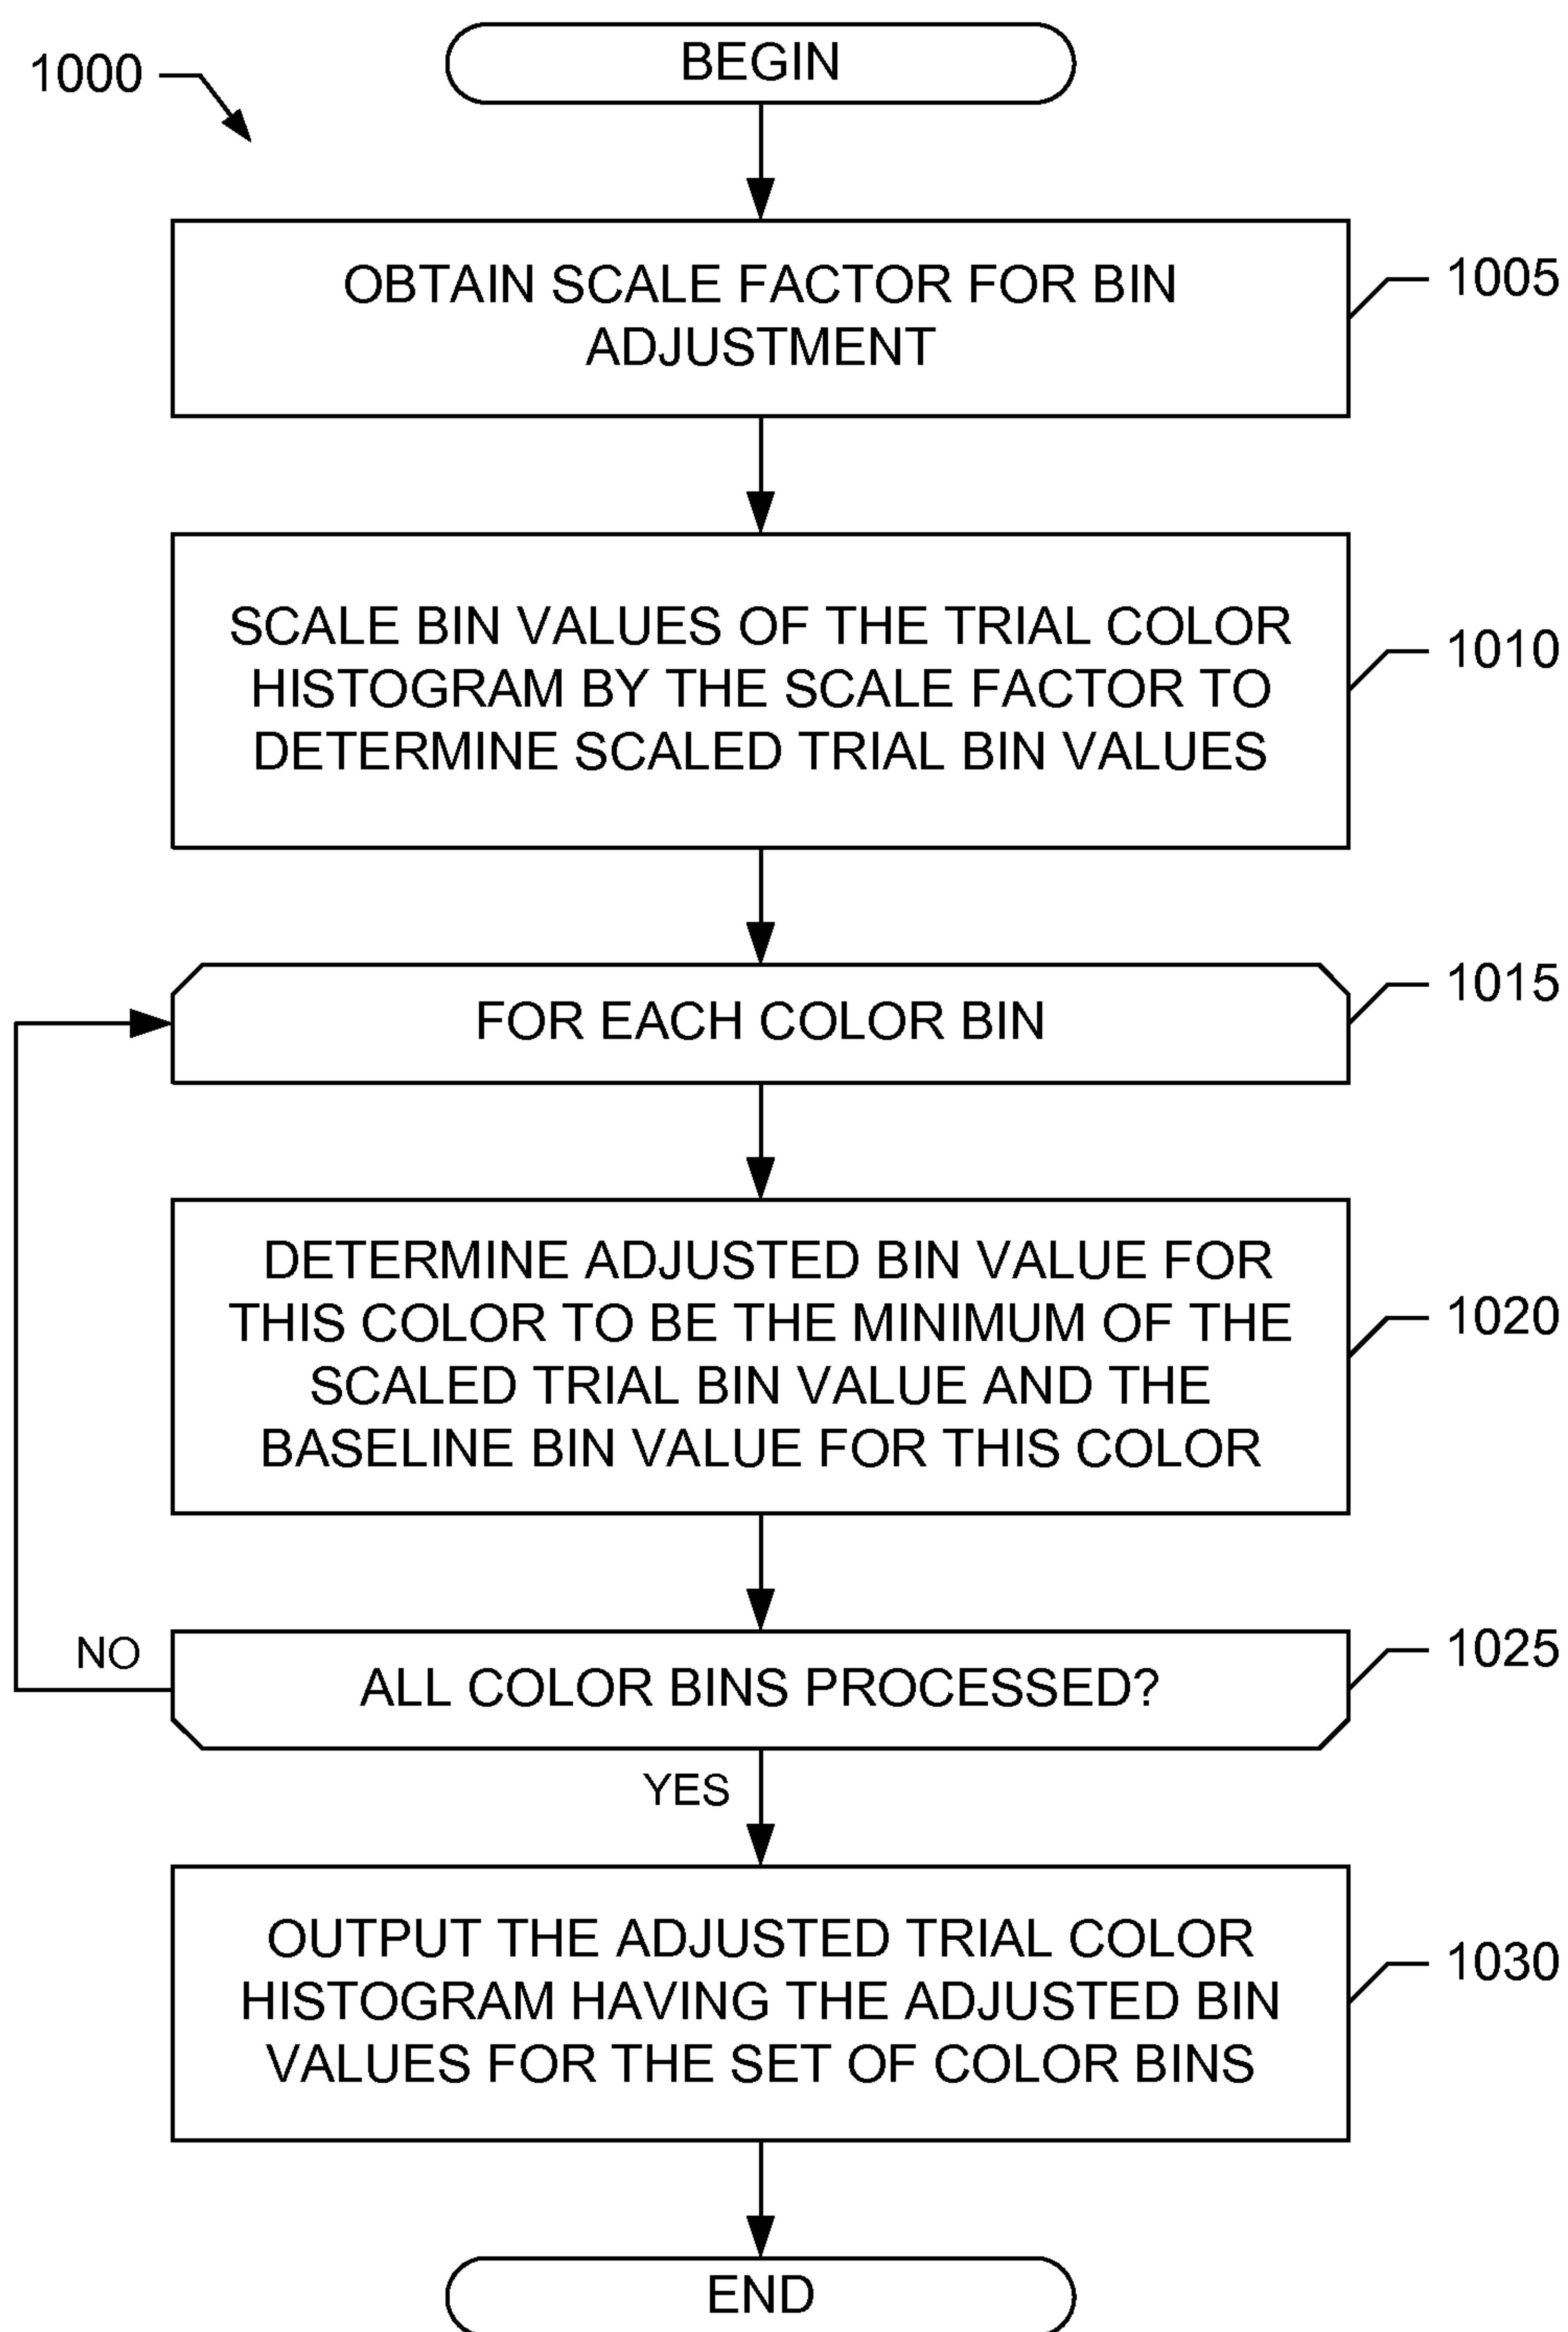 1000
BEGIN
OBTAIN SCALE FACTOR FOR BIN
ADJUSTMENT
1005
SCALE BIN VALUES OF THE TRIAL COLOR
HISTOGRAM BY THE SCALE FACTOR TO
DETERMINE SCALED TRIAL BIN VALUES
1010
FOR EACH COLOR BIN
1015
DETERMINE ADJUSTED BIN VALUE FOR
THIS COLOR TO BE THE MINIMUM OF THE
SCALED TRIAL BIN VALUE AND THE
BASELINE BIN VALUE FOR THIS COLOR
1020
NO
ALL COLOR BINS PROCESSED?
1025
YES
OUTPUT THE ADJUSTED TRIAL COLOR
HISTOGRAM HAVING THE ADJUSTED BIN
VALUES FOR THE SET OF COLOR BINS
1030
END